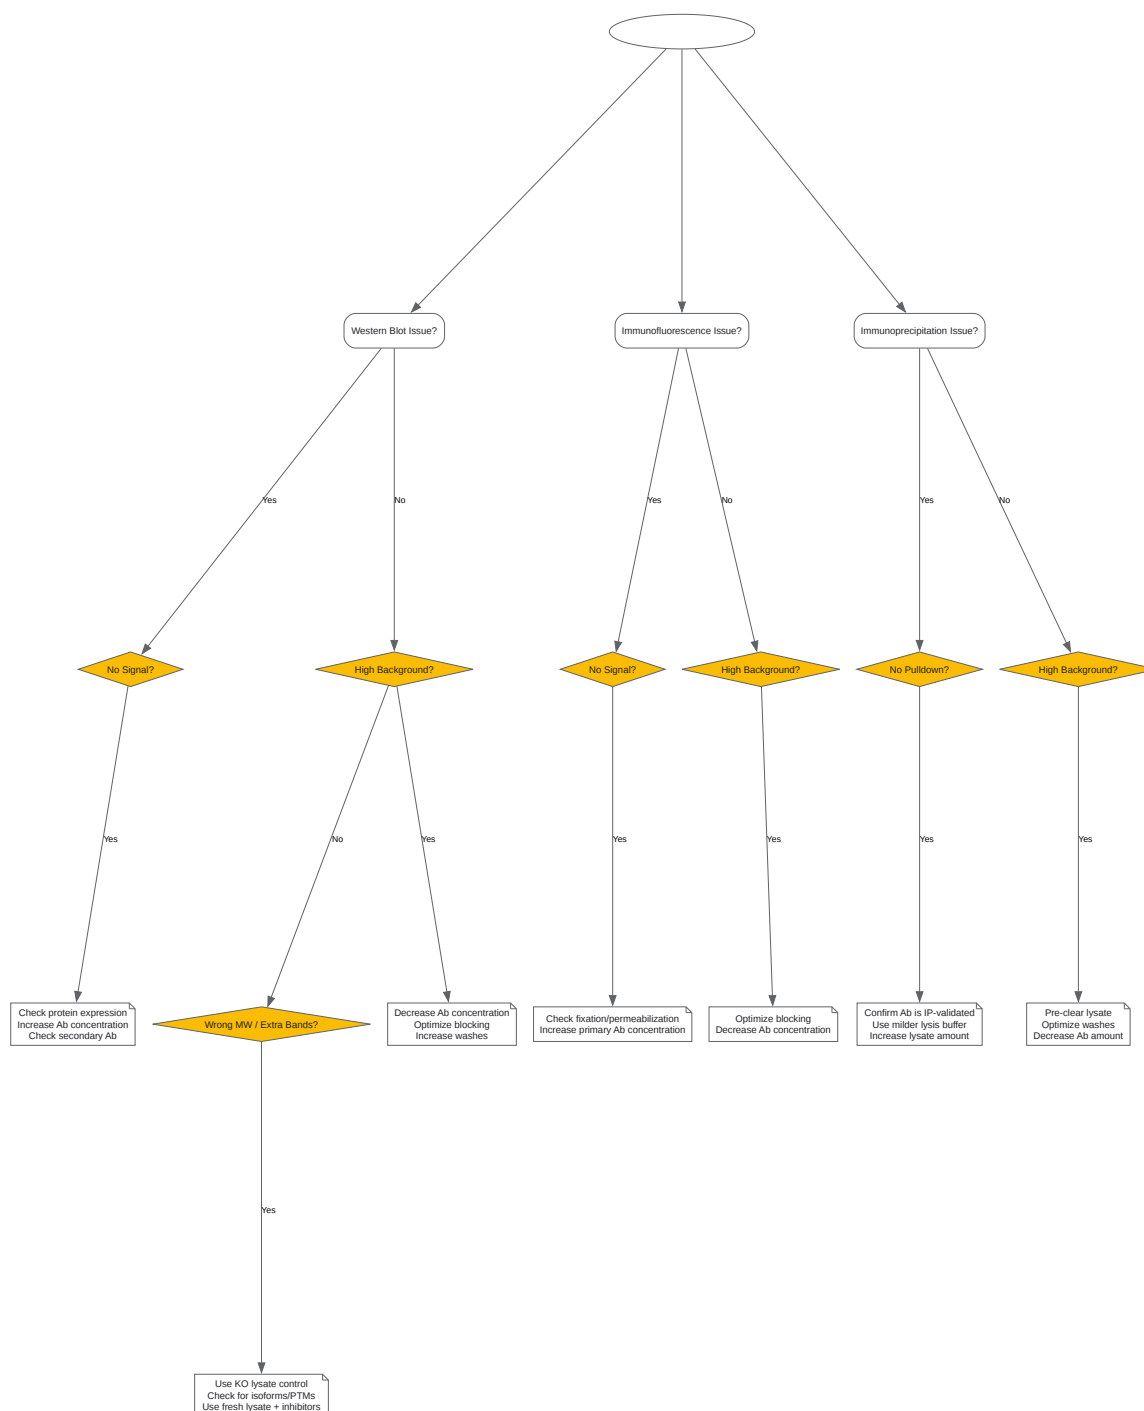 Western Blot Issue?
Immunofluorescence Issue?
Immunoprecipitation Issue?
Yes
No
Yes
No
Yes
No
No Signal?
High Background?
No Signal?
High Background?
No Pulldown?
High Background?
Yes
No
Yes
Yes
Yes
Yes
Yes
Check protein expression
Increase Ab concentration
Check secondary Ab
Wrong MW / Extra Bands?
Decrease Ab concentration
Optimize blocking
Increase washes
Check fixation/permeabilization
Increase primary Ab concentration
Optimize blocking
Decrease Ab concentration
Confirm Ab is IP-validated
Use milder lysis buffer
Increase lysate amount
Pre-clear lysate
Optimize washes
Decrease Ab amount
Yes
Use KO lysate control
Check for isoforms/PTMs
Use fresh lysate + inhibitors